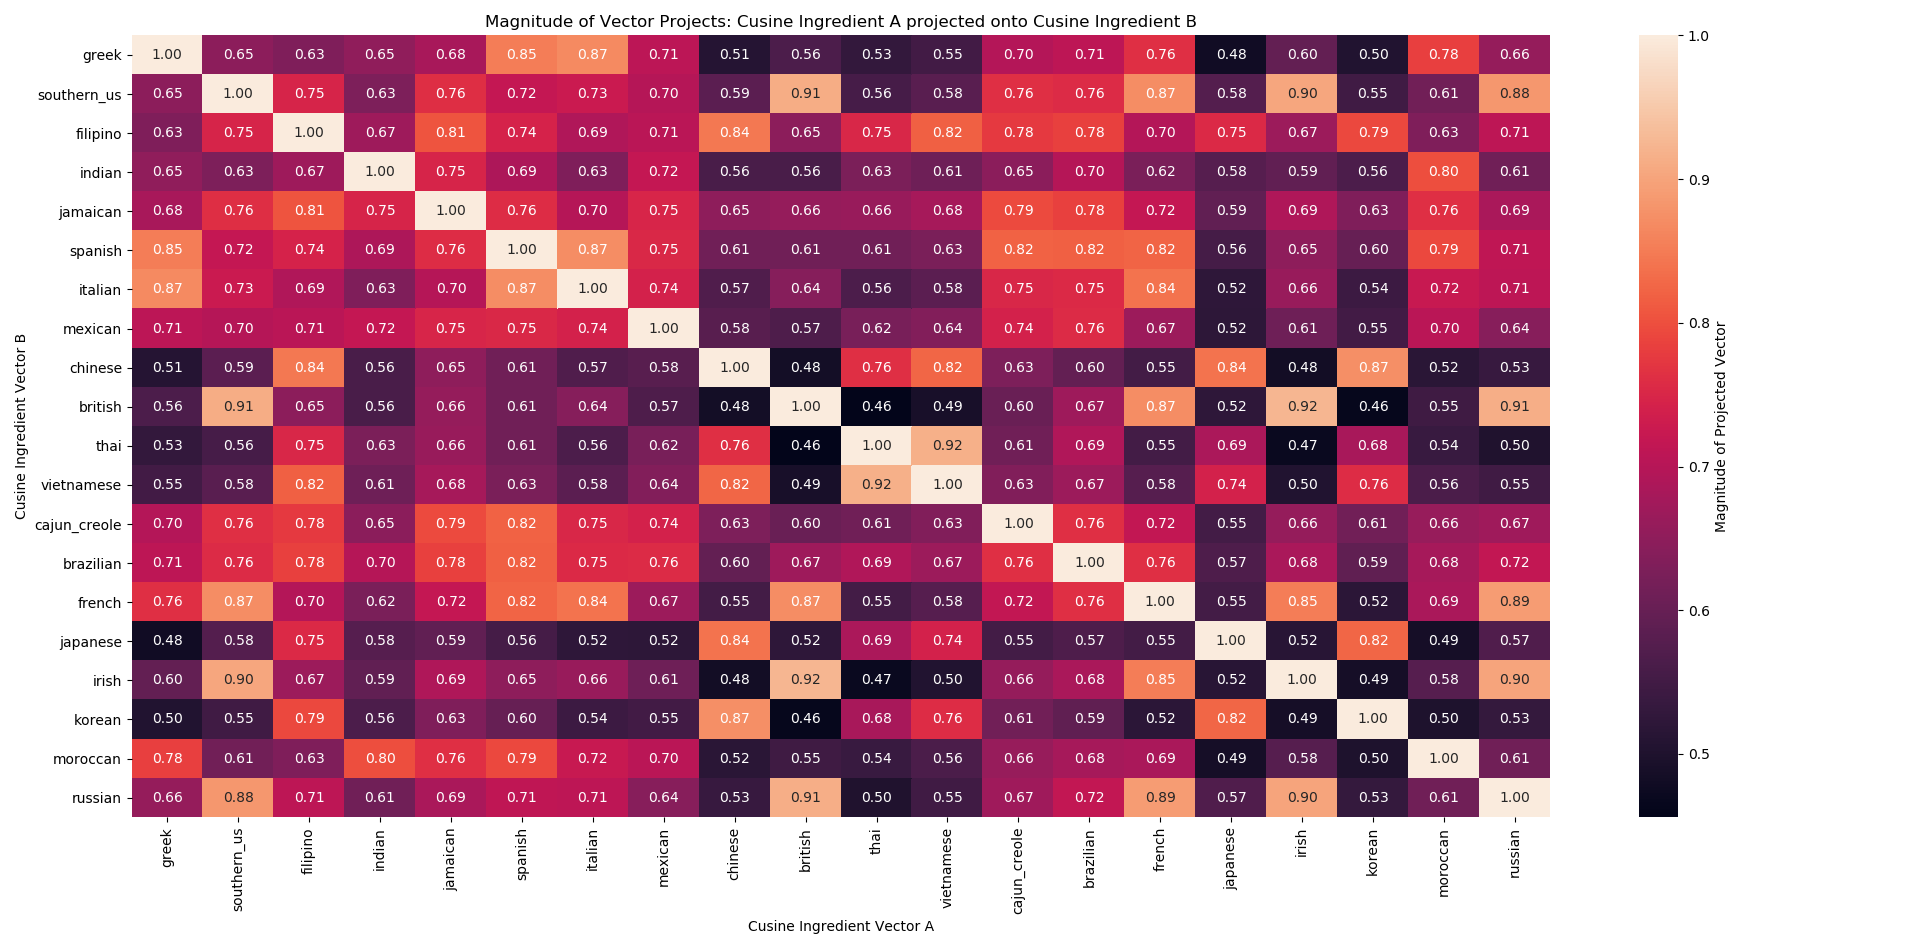 Magnitude of Vector Projects: Cusine Ingredient A projected onto Cusine Ingredient B
greek 1.00 0.65 0.63 0.65 0.68 0.85 0.87 0.71 0.51 0.56 0.53 0.55 0.70 0.71 0.76 0.48 0.60 0.50 0.78 0.66
southern_us 0.65 1.00 0.75 0.63 0.76 0.72 0.73 0.70 0.59 0.91 0.56 0.58 0.76 0.76 0.87 0.58 0.90 0.55 0.61 0.88
filipino 0.63 0.75 1.00 0.67 0.81 0.74 0.69 0.71 0.84 0.65 0.75 0.82 0.78 0.78 0.70 0.75 0.67 0.79 0.63 0.71
indian 0.65 0.63 0.67 1.00 0.75 0.69 0.63 0.72 0.56 0.56 0.63 0.61 0.65 0.70 0.62 0.58 0.59 0.56 0.80 0.61
jamaican 0.68 0.76 0.81 0.75 1.00 0.76 0.70 0.75 0.65 0.66 0.66 0.68 0.79 0.78 0.72 0.59 0.69 0.63 0.76 0.69
spanish 0.85 0.72 0.74 0.69 0.76 1.00 0.87 0.75 0.61 0.61 0.61 0.63 0.82 0.82 0.82 0.56 0.65 0.60 0.79 0.71
italian 0.87 0.73 0.69 0.63 0.70 0.87 1.00 0.74 0.57 0.64 0.56 0.58 0.75 0.75 0.84 0.52 0.66 0.54 0.72 0.71
mexican 0.71 0.70 0.71 0.72 0.75 0.75 0.74 1.00 0.58 0.57 0.62 0.64 0.74 0.76 0.67 0.52 0.61 0.55 0.70 0.64
chinese 0.51 0.59 0.84 0.56 0.65 0.61 0.57 0.58 1.00 0.48 0.76 0.82 0.63 0.60 0.55 0.84 0.48 0.87 0.52 0.53
british 0.56 0.91 0.65 0.56 0.66 0.61 0.64 0.57 0.48 1.00 0.46 0.49 0.60 0.67 0.87 0.52 0.92 0.46 0.55 0.91
thai 0.53 0.56 0.75 0.63 0.66 0.61 0.56 0.62 0.76 0.46 1.00 0.92 0.61 0.69 0.55 0.69 0.47 0.68 0.54 0.50
vietnamese 0.55 0.58 0.82 0.61 0.68 0.63 0.58 0.64 0.82 0.49 0.92 1.00 0.63 0.67 0.58 0.74 0.50 0.76 0.56 0.55
cajun_creole 0.70 0.76 0.78 0.65 0.79 0.82 0.75 0.74 0.63 0.60 0.61 0.63 1.00 0.76 0.72 0.55 0.66 0.61 0.66 0.67
brazilian 0.71 0.76 0.78 0.70 0.78 0.82 0.75 0.76 0.60 0.67 0.69 0.67 0.76 1.00 0.76 0.57 0.68 0.59 0.68 0.72
french 0.76 0.87 0.70 0.62 0.72 0.82 0.84 0.67 0.55 0.87 0.55 0.58 0.72 0.76 1.00 0.55 0.85 0.52 0.69 0.89
japanese 0.48 0.58 0.75 0.58 0.59 0.56 0.52 0.52 0.84 0.52 0.69 0.74 0.55 0.57 0.55 1.00 0.52 0.82 0.49 0.57
irish 0.60 0.90 0.67 0.59 0.69 0.65 0.66 0.61 0.48 0.92 0.47 0.50 0.66 0.68 0.85 0.52 1.00 0.49 0.58 0.90
korean 0.50 0.55 0.79 0.56 0.63 0.60 0.54 0.55 0.87 0.46 0.68 0.76 0.61 0.59 0.52 0.82 0.49 1.00 0.50 0.53
moroccan 0.78 0.61 0.63 0.80 0.76 0.79 0.72 0.70 0.52 0.55 0.54 0.56 0.66 0.68 0.69 0.49 0.58 0.50 1.00 0.61
russian 0.66 0.88 0.71 0.61 0.69 0.71 0.71 0.64 0.53 0.91 0.50 0.55 0.67 0.72 0.89 0.57 0.90 0.53 0.61 1.00
greek southern_us filipino indian jamaican spanish italian mexican chinese british thai vietnamese cajun_creole brazilian french japanese irish korean moroccan russian
Cusine Ingredient Vector A
Cusine Ingredient Vector B
1.0
0.9
0.8
0.7
0.6
0.5
Magnitude of Projected Vector